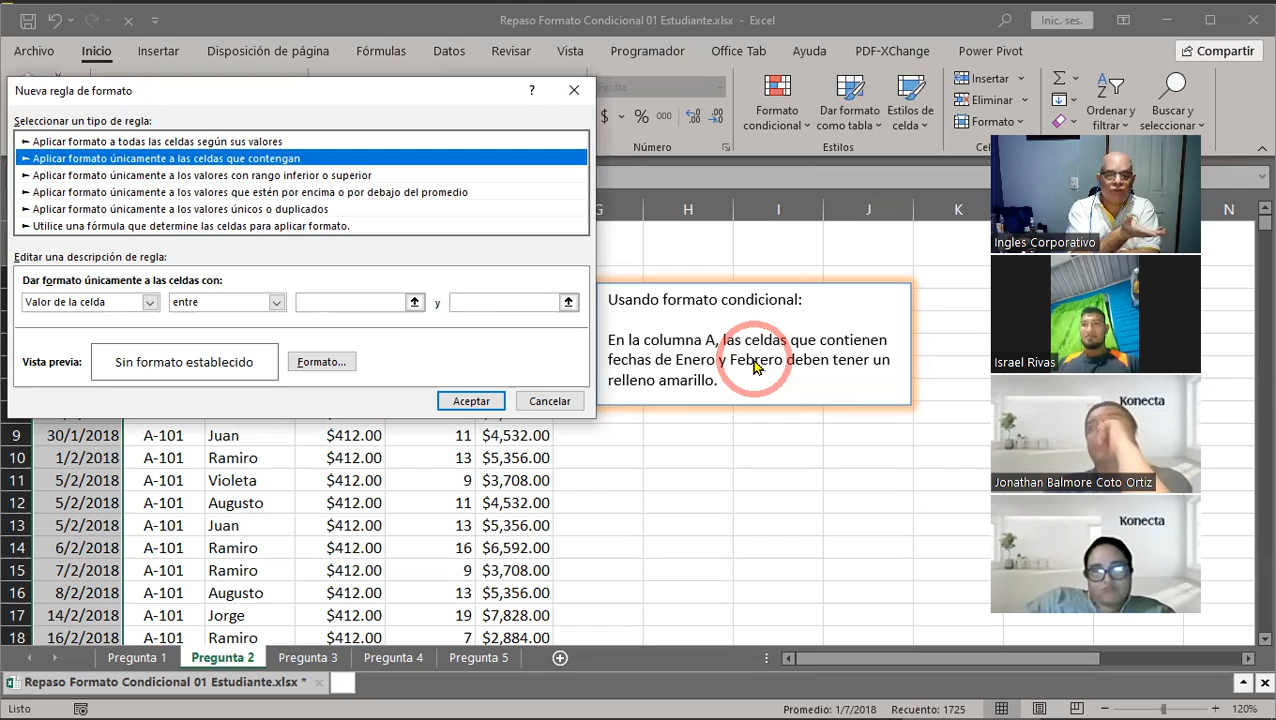 Repaso Formato Condicional 01 Estudiante.xlsx - Excel
Inic. ses.
Archivo Inicio Insertar Disposición de página Fórmulas Datos Revisar Vista Programador Office Tab Ayuda PDF-XChange Power Pivot Compartir
Nueva regla de formato ?
Seleccionar un tipo de regla:
► Aplicar formato a todas las celdas según sus valores
► Aplicar formato únicamente a las celdas que contengan
► Aplicar formato únicamente a los valores con rango inferior o superior
► Aplicar formato únicamente a los valores que estén por encima o por debajo del promedio
► Aplicar formato únicamente a los valores únicos o duplicados
► Utilice una fórmula que determine las celdas para aplicar formato.
Editar una descripción de regla:
Dar formato únicamente a las celdas con:
Valor de la celda entre y
Vista previa: Sin formato establecido Formato...
Aceptar Cancelar
Fecha
$ % 000
Número
Formato condicional
Dar formato como tabla
Estilos de celda
Estilos
Insertar
Eliminar
Formato
Ordenar y filtrar
Buscar y seleccionar
G H I J K N
Usando formato condicional:
En la columna A, las celdas que contienen
fechas de Enero y Febrero deben tener un
relleno amarillo.
9 30/1/2018 A-101 Juan $412.00 11 $4,532.00
10 1/2/2018 A-101 Ramiro $412.00 13 $5,356.00
11 5/2/2018 A-101 Violeta $412.00 9 $3,708.00
12 5/2/2018 A-101 Augusto $412.00 11 $4,532.00
13 5/2/2018 A-101 Juan $412.00 13 $5,356.00
14 6/2/2018 A-101 Ramiro $412.00 16 $6,592.00
15 7/2/2018 A-101 Ramiro $412.00 9 $3,708.00
16 8/2/2018 A-101 Augusto $412.00 13 $5,356.00
17 14/2/2018 A-101 Jorge $412.00 19 $7,828.00
18 16/2/2018 A-101 Ramiro $412.00 7 $2,884.00
Ingles Corporativo
Israel Rivas
Konecta
Jonathan Balmore Coto Ortiz
Konecta
Pregunta 1 Pregunta 2 Pregunta 3 Pregunta 4 Pregunta 5
Repaso Formato Condicional 01 Estudiante.xlsx *
Listo Promedio: 1/7/2018 Recuento: 1725 120%